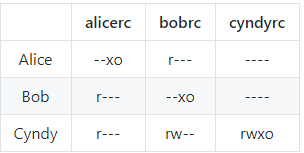 alicerc bobrc cyndyrc
Alice --xo r--- ----
Bob r--- --xo ----
Cyndy r--- rw-- rwxo